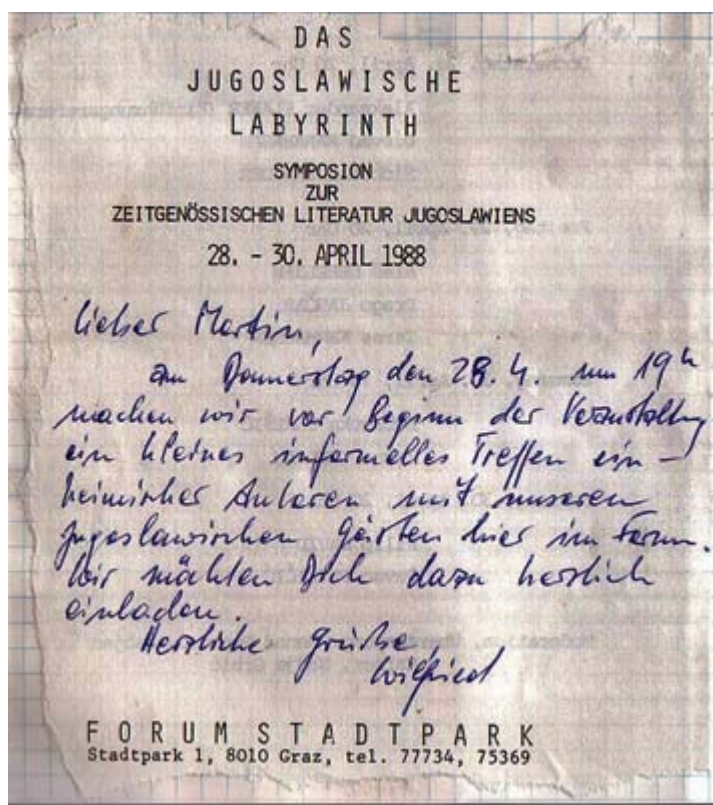 DAS
JUGOSLAWISCHE
LABYRINTH
SYMPOSION
ZUR
ZEITGENÖSSISCHEN LITERATUR JUGOSLAWIENS
28. - 30. APRIL 1988
lieber Martin,
am Donnerstag den 28. 4. um 19h
machen wir vor Beginn der Veranstaltung
ein kleines informelles Treffen ein-
heimischer Autoren mit unseren
jugoslawischen Gästen hier im Forum.
Wir möchten Dich dazu herzlich
einladen.
Herzliche Grüße,
Wilfried
FORUM STADTPARK
Stadtpark 1, 8010 Graz, tel. 77734, 75369